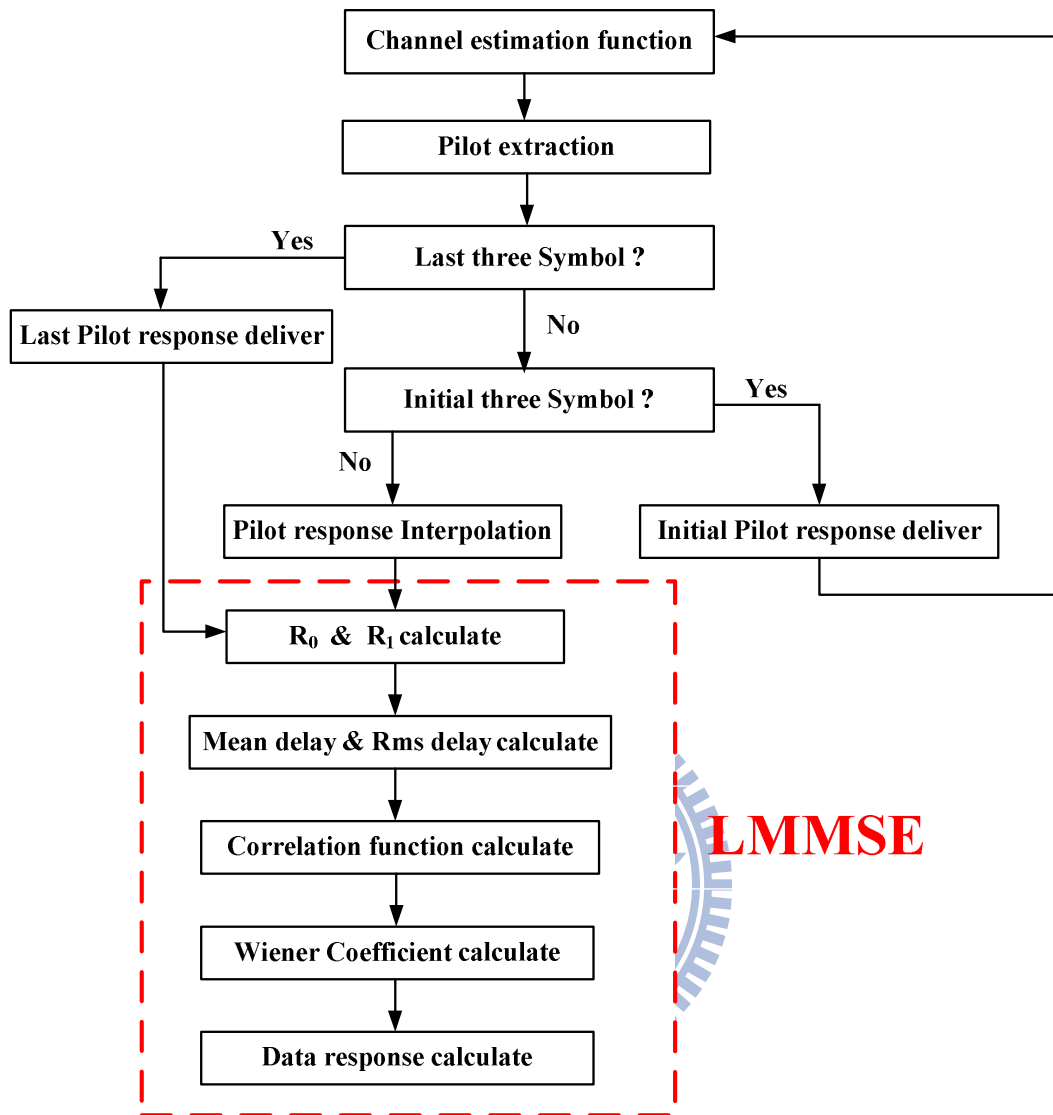 Channel estimation function
Pilot extraction
Last three Symbol ?
Yes
Last Pilot response deliver
No
Initial three Symbol ?
Yes
No
Pilot response Interpolation
Initial Pilot response deliver
R₀ & R₁ calculate
Mean delay & Rms delay calculate
Correlation function calculate
LMMSE
Wiener Coefficient calculate
Data response calculate